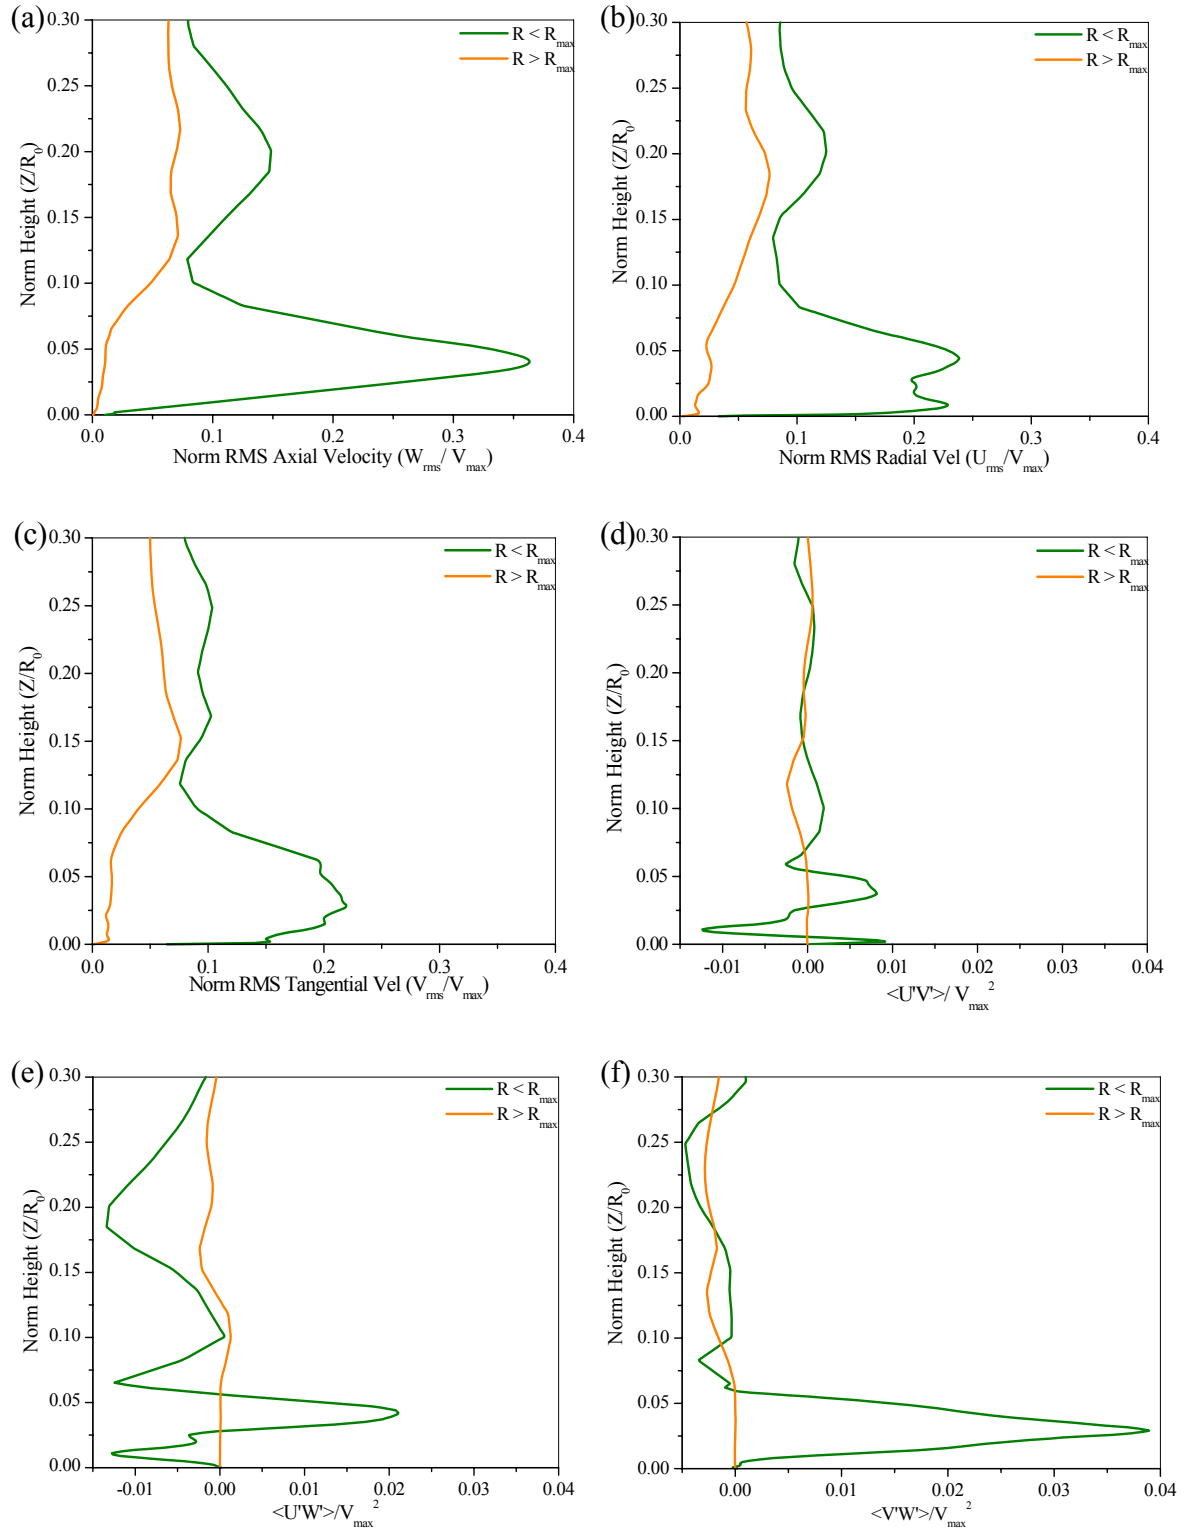 (a)
0.30
0.25
0.20
0.15
0.10
0.05
0.00
Norm Height (Z/R0)
R < Rmax
R > Rmax
0.0 0.1 0.2 0.3 0.4
Norm RMS Axial Velocity (Wrms/ Vmax)
(b)
0.30
0.25
0.20
0.15
0.10
0.05
0.00
Norm Height (Z/R0)
R < Rmax
R > Rmax
0.0 0.1 0.2 0.3 0.4
Norm RMS Radial Vel (Urms/Vmax)
(c)
0.30
0.25
0.20
0.15
0.10
0.05
0.00
Norm Height (Z/R0)
R < Rmax
R > Rmax
0.0 0.1 0.2 0.3 0.4
Norm RMS Tangential Vel (Vrms/Vmax)
(d)
0.30
0.25
0.20
0.15
0.10
0.05
0.00
Norm Height (Z/R0)
R < Rmax
R > Rmax
-0.01 0.00 0.01 0.02 0.03 0.04
<U'V'>/ Vmax2
(e)
0.30
0.25
0.20
0.15
0.10
0.05
0.00
Norm Height (Z/R0)
R < Rmax
R > Rmax
-0.01 0.00 0.01 0.02 0.03 0.04
<U'W'>/Vmax2
(f)
0.30
0.25
0.20
0.15
0.10
0.05
0.00
Norm Height (Z/R0)
R < Rmax
R > Rmax
0.00 0.01 0.02 0.03 0.04
<V'W'>/Vmax2